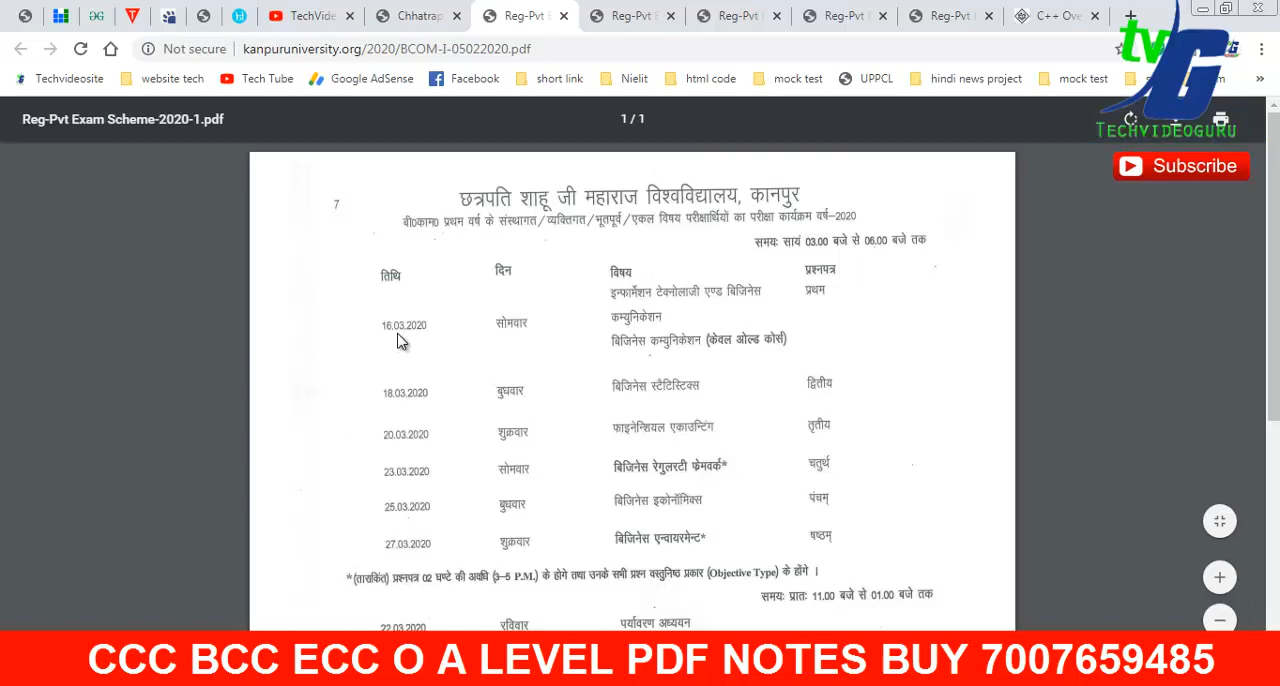 TechVide
Chhatrap
Reg-Pvt E
Reg-Pvt E
Reg-Pvt
Reg-Pvt
Reg-Pvt
C++ Ove
Not secure
kanpuruniversity.org/2020/BCOM-I-05022020.pdf
Techvideosite
website tech
Tech Tube
Google AdSense
Facebook
short link
Nielit
html code
mock test
UPPCL
hindi news project
mock test
Reg-Pvt Exam Scheme-2020-1.pdf
1 / 1
tv G
TECHVIDEOGURU
Subscribe
7
छत्रपति शाहू जी महाराज विश्वविद्यालय, कानपुर
बी0काम0 प्रथम वर्ष के संस्थागत/व्यक्तिगत/भूतपूर्व/एकल विषय परीक्षार्थियों का परीक्षा कार्यक्रम वर्ष–2020
समयः सायं 03.00 बजे से 06.00 बजे तक
तिथि दिन विषय प्रश्नपत्र
इन्फार्मेशन टेक्नोलाजी एण्ड बिजिनेस प्रथम
16.03.2020 सोमवार कम्युनिकेशन
बिजिनेस कम्युनिकेशन (केवल ओल्ड कोर्स)
18.03.2020 बुधवार बिजिनेस स्टैटिस्टिक्स द्वितीय
20.03.2020 शुक्रवार फाइनेन्शियल एकाउन्टिंग तृतीय
23.03.2020 सोमवार बिजिनेस रेगुलरटी फ्रेमवर्क* चतुर्थ
25.03.2020 बुधवार बिजिनेस इकोनॉमिक्स पंचम्
27.03.2020 शुक्रवार बिजिनेस एन्वायरमेन्ट* षष्ठम्
*(तारांकित) प्रश्नपत्र 02 घण्टे की अवधि (3–5 P.M.) के होगे तथा उनके सभी प्रश्न वस्तुनिष्ठ प्रकार (Objective Type) के होंगे ।
समयः प्रातः 11.00 बजे से 01.00 बजे तक
22.03.2020 रविवार पर्यावरण अध्ययन
CCC BCC ECC O A LEVEL PDF NOTES BUY 7007659485